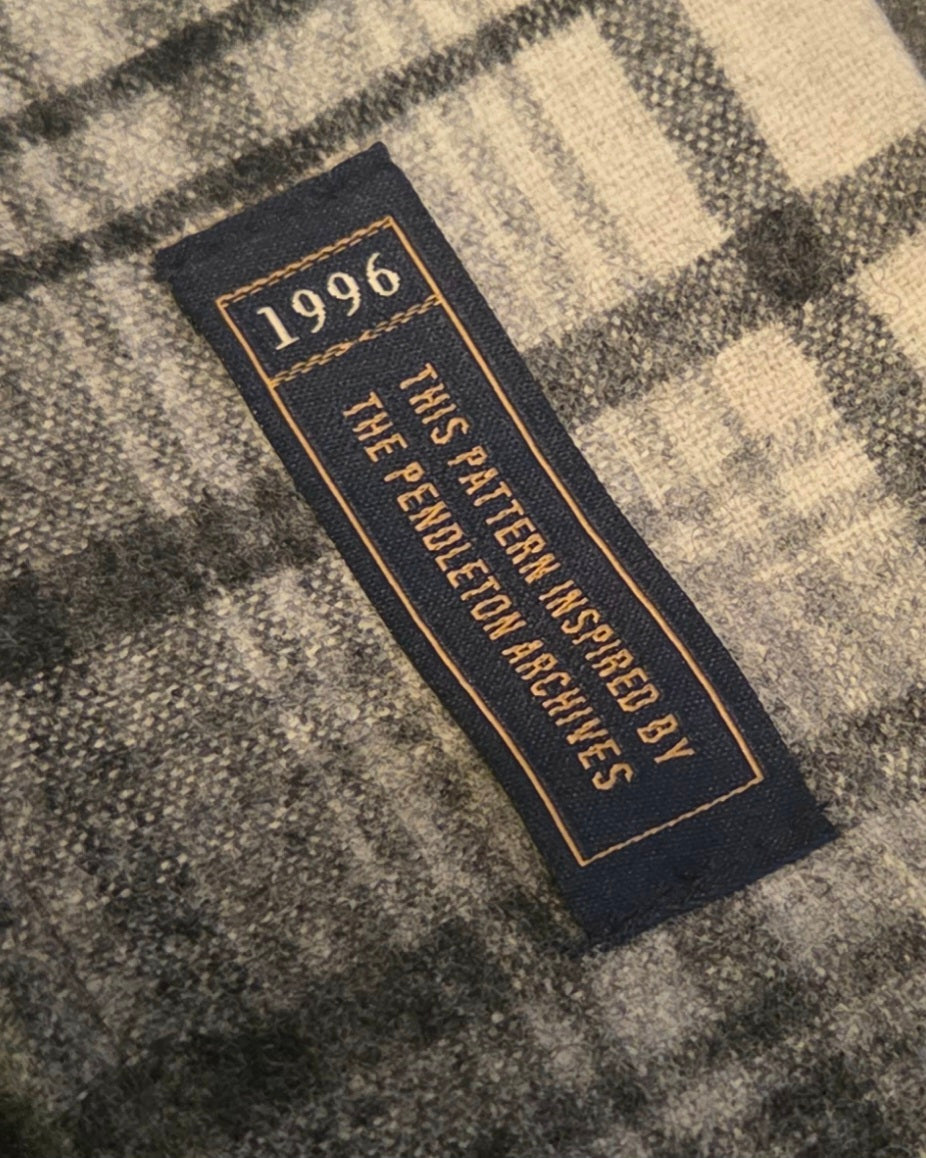 1996
THIS PATTERN INSPIRED BY
THE PENDLETON ARCHIVES